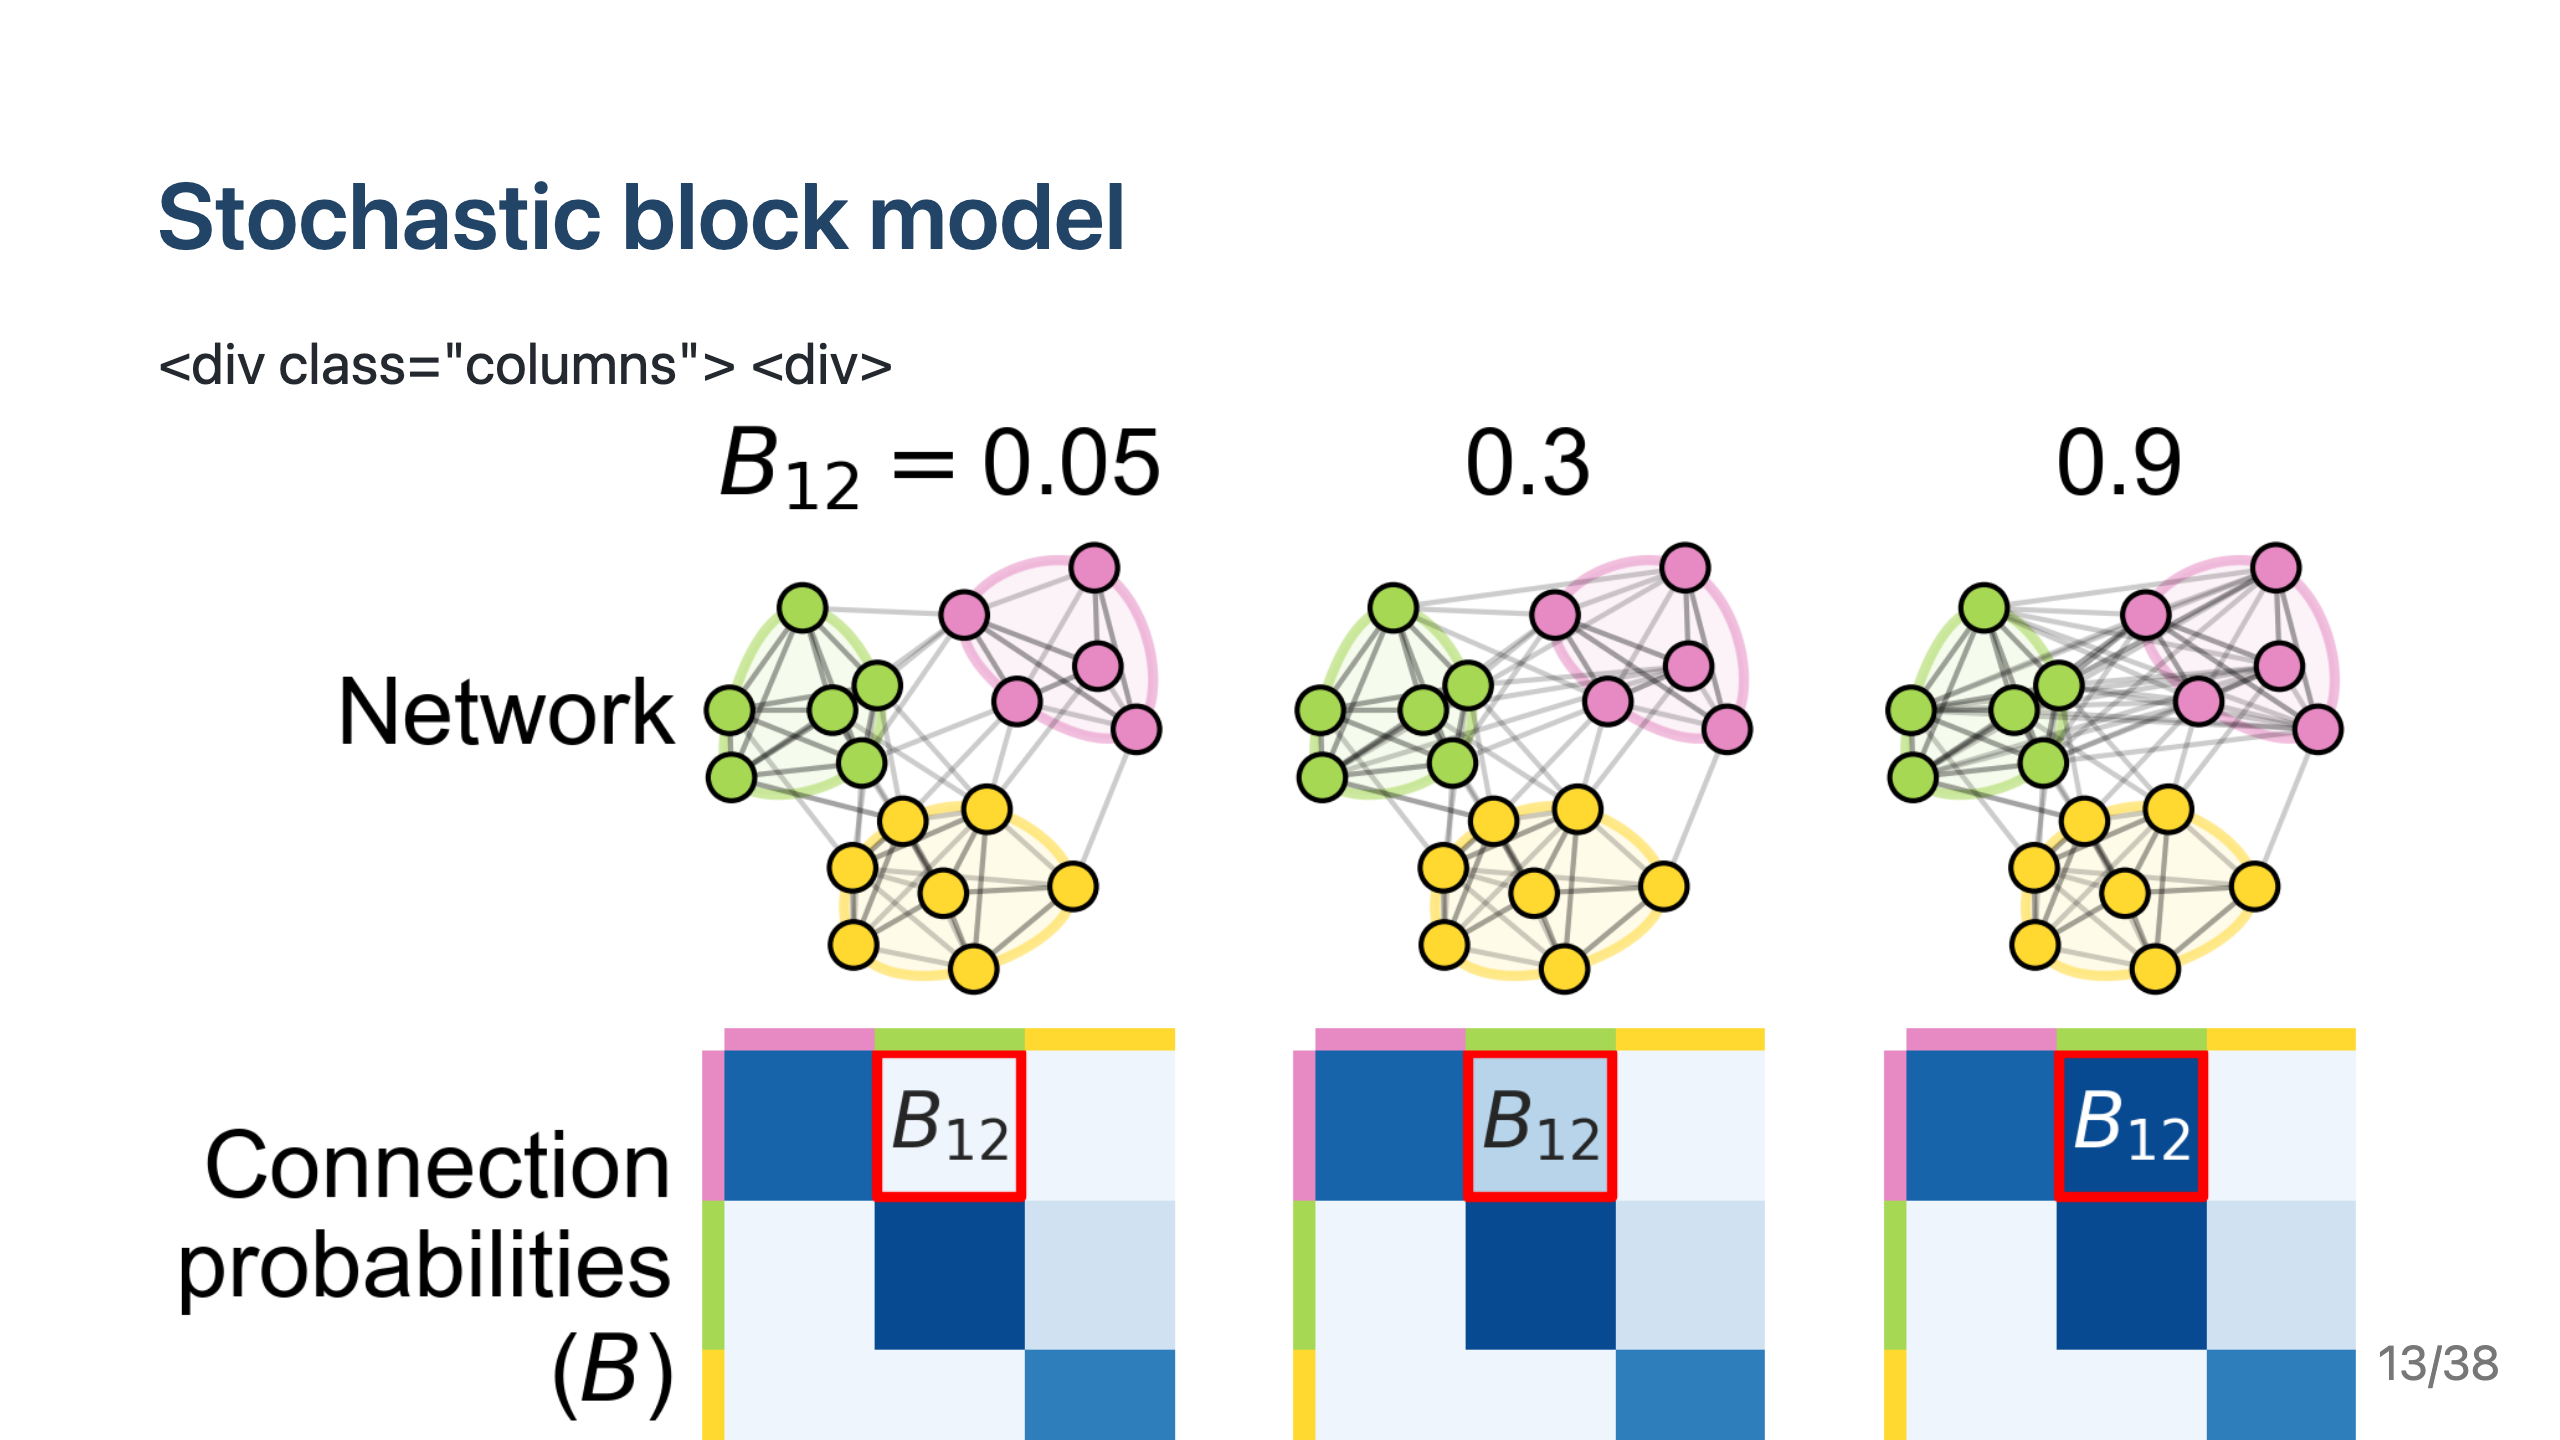 Stochastic block model
<div class="columns"> <div>
B12 = 0.05 0.3 0.9
Network
B12 B12 B12
Connection
probabilities
(B)
13/38